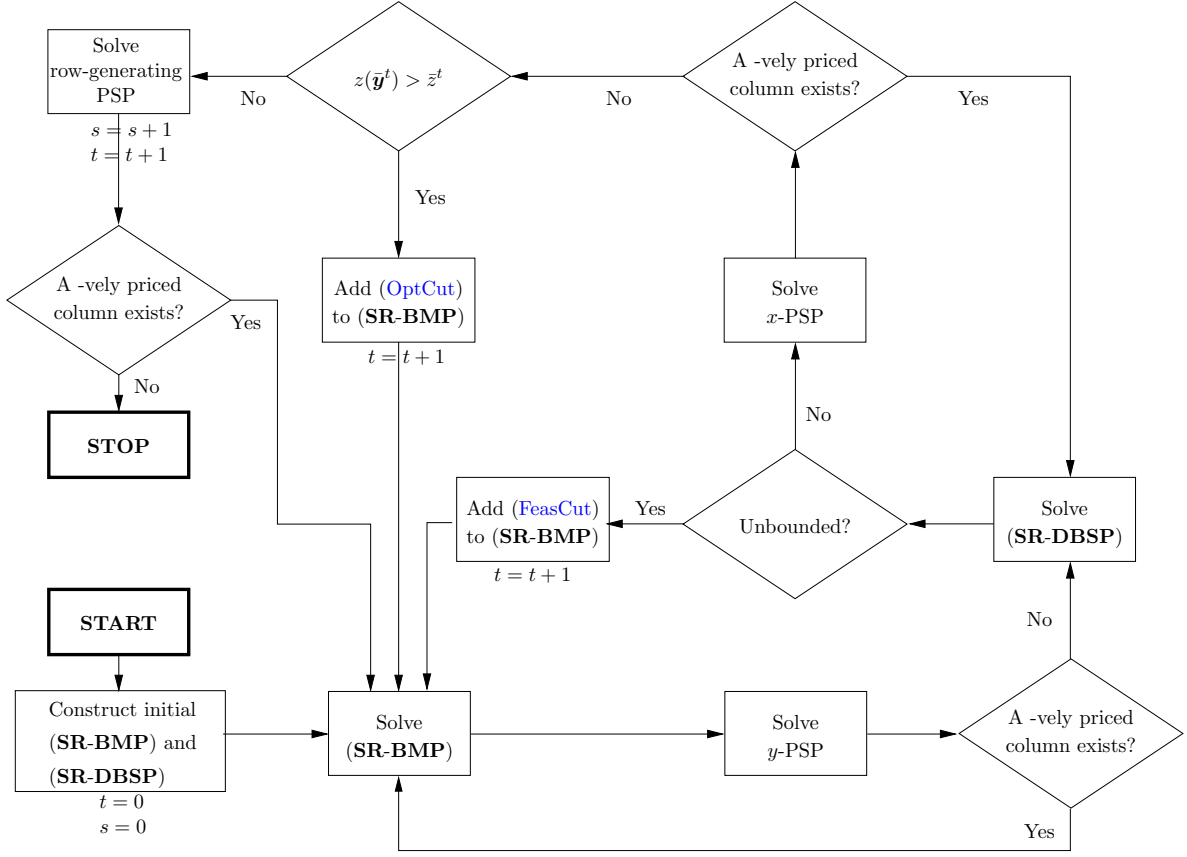 Solve
row-generating
PSP
s = s + 1
t = t + 1
No
z(ȳᵗ) > z̄ᵗ
No
A -vely priced
column exists?
Yes
Yes
A -vely priced
column exists?
Yes
No
STOP
Add (OptCut)
to (SR-BMP)
t = t + 1
Solve
x-PSP
No
Add (FeasCut)
to (SR-BMP)
t = t + 1
Yes
Unbounded?
Solve
(SR-DBSP)
No
START
Construct initial
(SR-BMP) and
(SR-DBSP)
t = 0
s = 0
Solve
(SR-BMP)
Solve
y-PSP
A -vely priced
column exists?
Yes